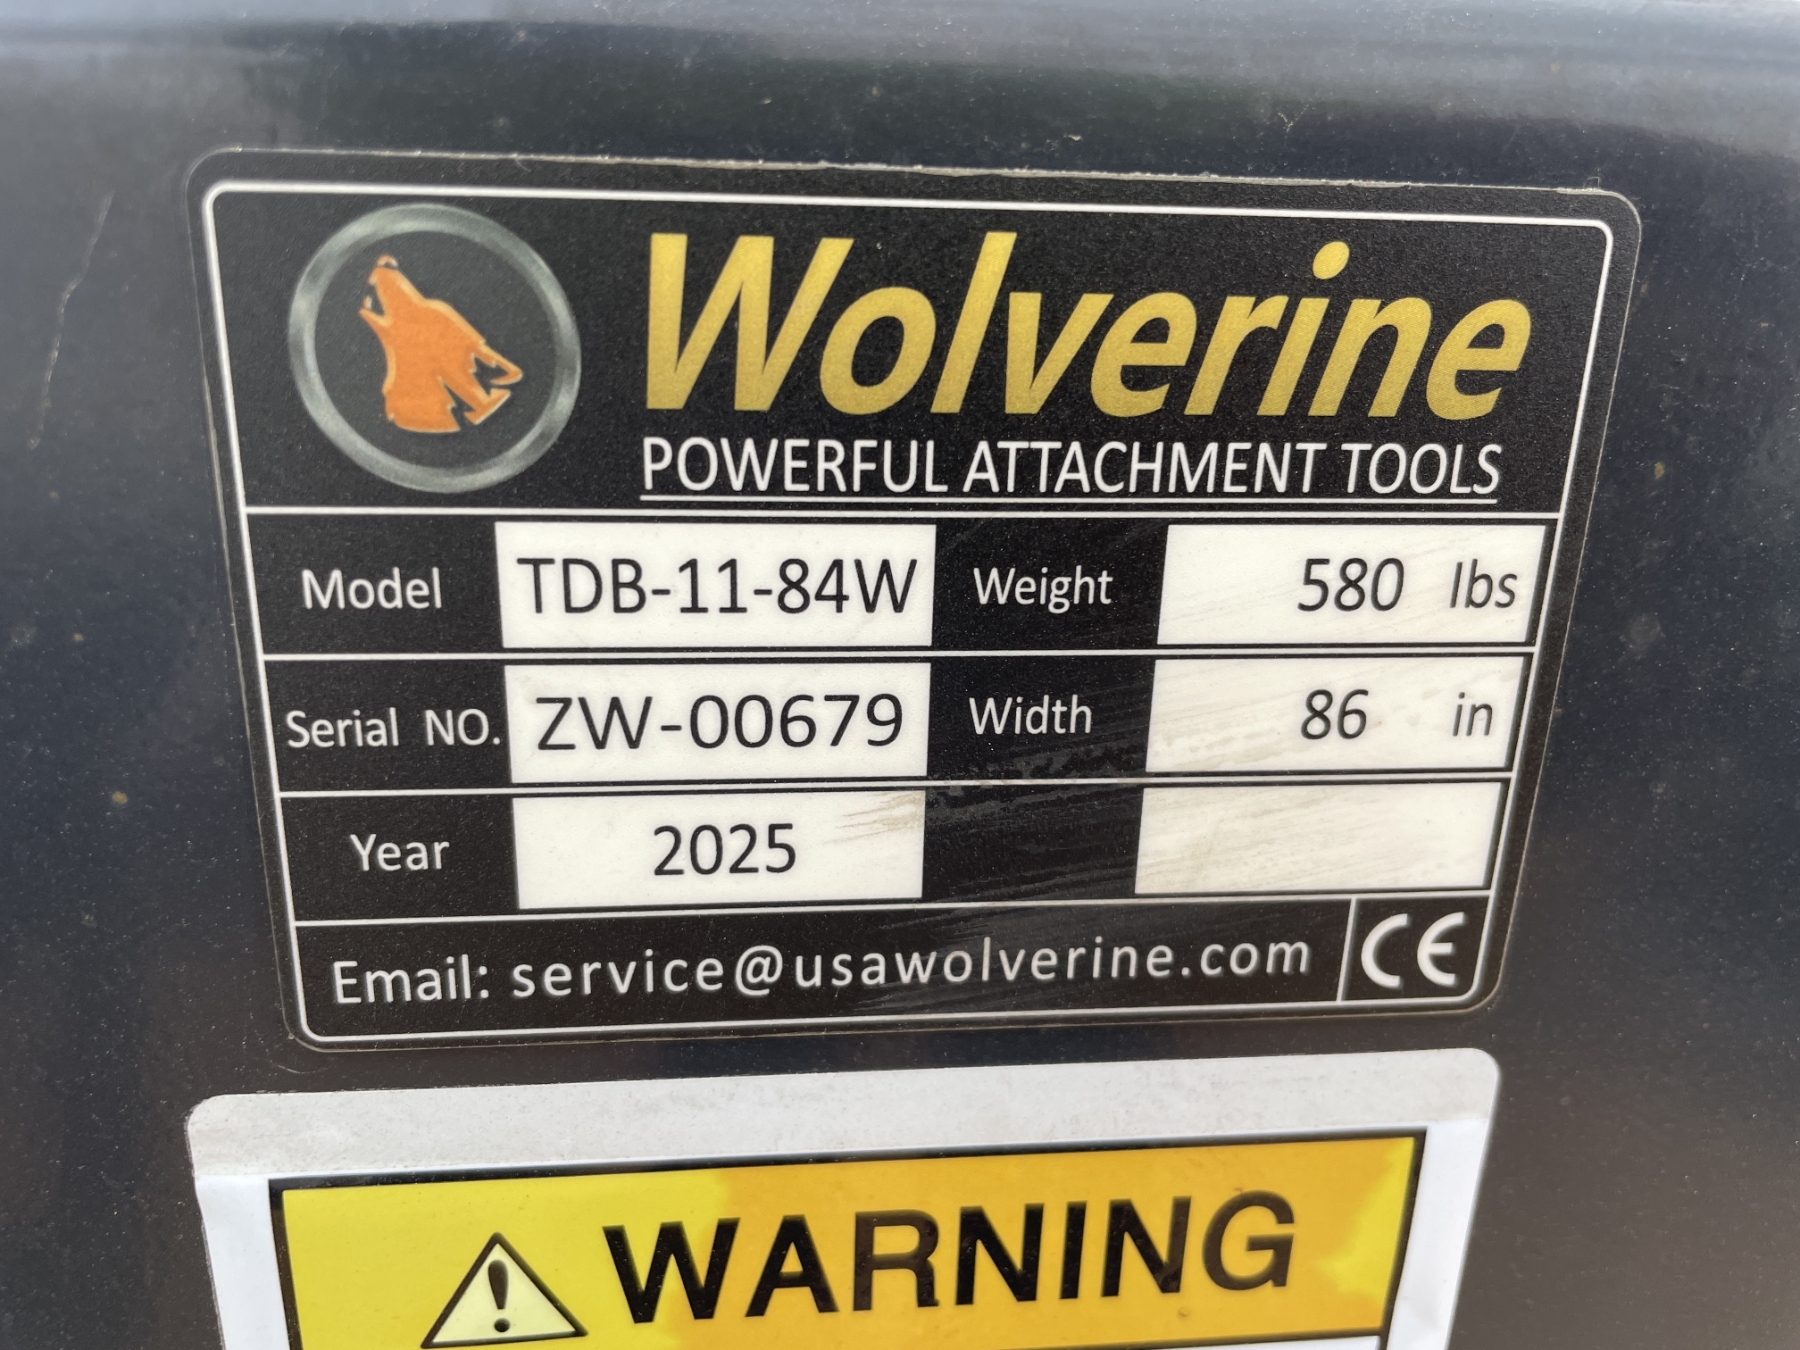 Wolverine
POWERFUL ATTACHMENT TOOLS
Model TDB-11-84W Weight 580 lbs
Serial NO. ZW-00679 Width 86 in
Year 2025
Email: service@usawolverine.com CE
WARNING